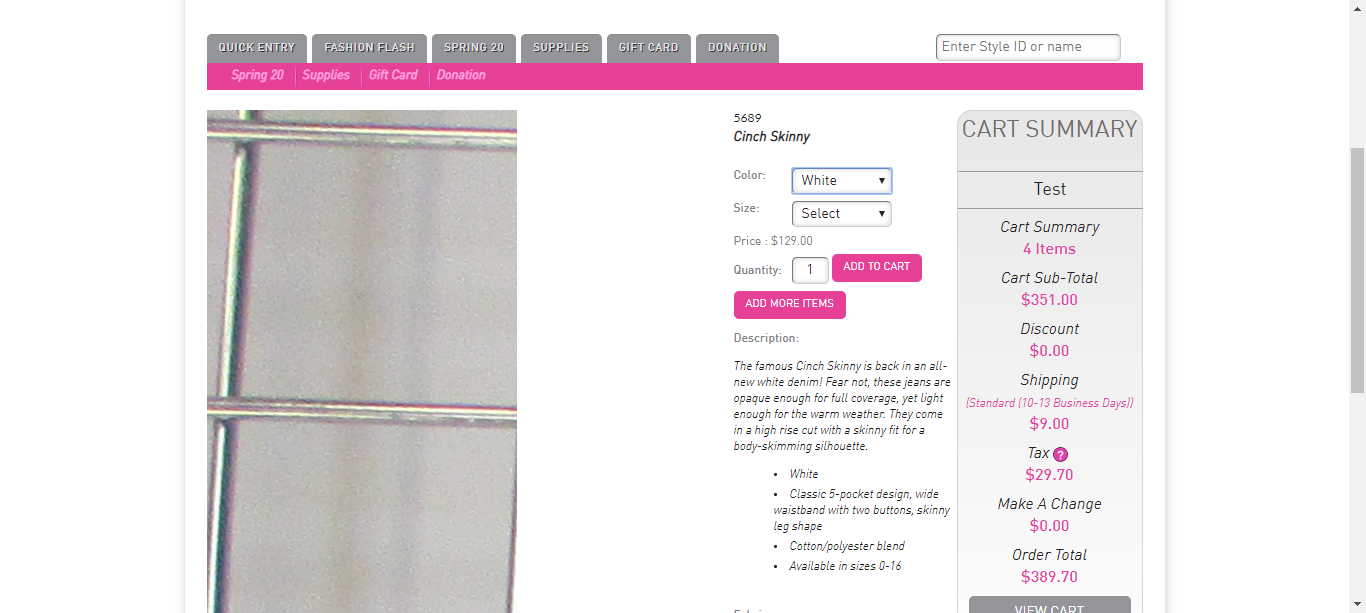 QUICK ENTRY
FASHION FLASH
SPRING 20
SUPPLIES
GIFT CARD
DONATION
Enter Style ID or name
Spring 20
Supplies
Gift Card
Donation
5689
Cinch Skinny
Color:
White
Size:
Select
Price : $129.00
Quantity:
1
ADD TO CART
ADD MORE ITEMS
Description:
The famous Cinch Skinny is back in an all-
new white denim! Fear not, these jeans are
opaque enough for full coverage, yet light
enough for the warm weather. They come
in a high rise cut with a skinny fit for a
body-skimming silhouette.
• White
• Classic 5-pocket design, wide
waistband with two buttons, skinny
leg shape
• Cotton/polyester blend
• Available in sizes 0-16
CART SUMMARY
Test
Cart Summary
4 Items
Cart Sub-Total
$351.00
Discount
$0.00
Shipping
(Standard (10-13 Business Days))
$9.00
Tax ?
$29.70
Make A Change
$0.00
Order Total
$389.70
VIEW CART